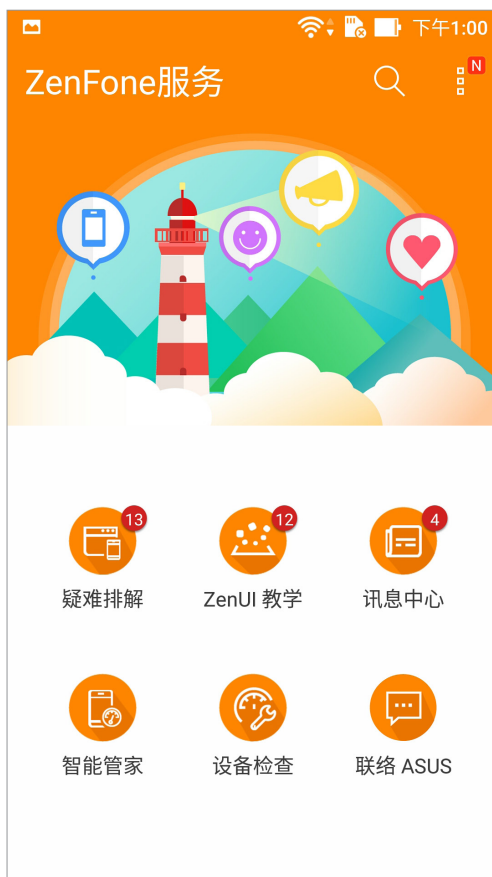 下午1:00
ZenFone服务
N
13
12
4
疑难排解
ZenUI 教学
讯息中心
智能管家
设备检查
联络 ASUS